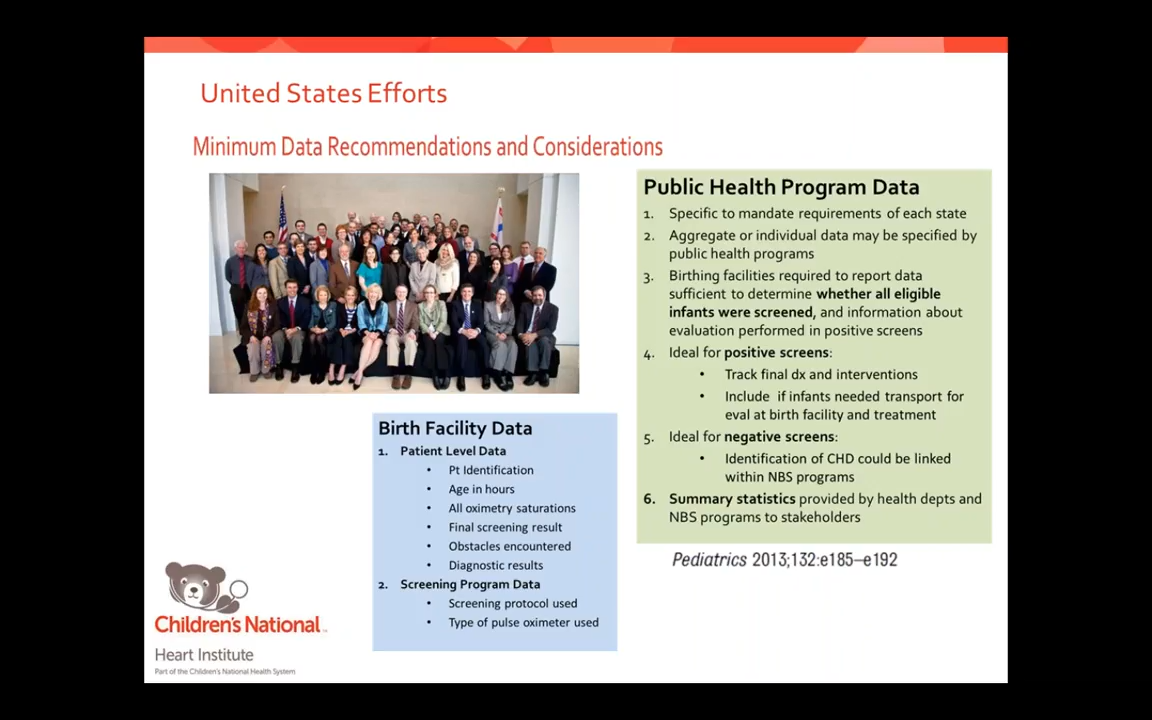 United States Efforts
Minimum Data Recommendations and Considerations
Public Health Program Data
1. Specific to mandate requirements of each state
2. Aggregate or individual data may be specified by
public health programs
3. Birthing facilities required to report data
sufficient to determine whether all eligible
infants were screened, and information about
evaluation performed in positive screens
4. Ideal for positive screens:
• Track final dx and interventions
• Include if infants needed transport for
eval at birth facility and treatment
5. Ideal for negative screens:
• Identification of CHD could be linked
within NBS programs
6. Summary statistics provided by health depts and
NBS programs to stakeholders
Pediatrics 2013;132:e185–e192
Birth Facility Data
1. Patient Level Data
• Pt Identification
• Age in hours
• All oximetry saturations
• Final screening result
• Obstacles encountered
• Diagnostic results
2. Screening Program Data
• Screening protocol used
• Type of pulse oximeter used
Children's National™
Heart Institute
Part of the Children's National Health System